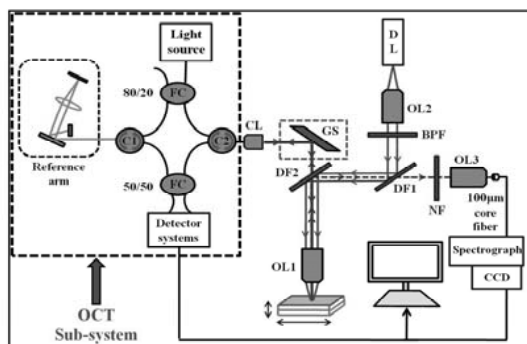 Light
source
DL
80/20
FC
OL2
CL
GS
BPF
C1
C2
OL3
Reference
arm
DF2
DF1
50/50
FC
NF
100μm
core
fiber
Detector
systems
OL1
Spectrograph
CCD
OCT
Sub-system